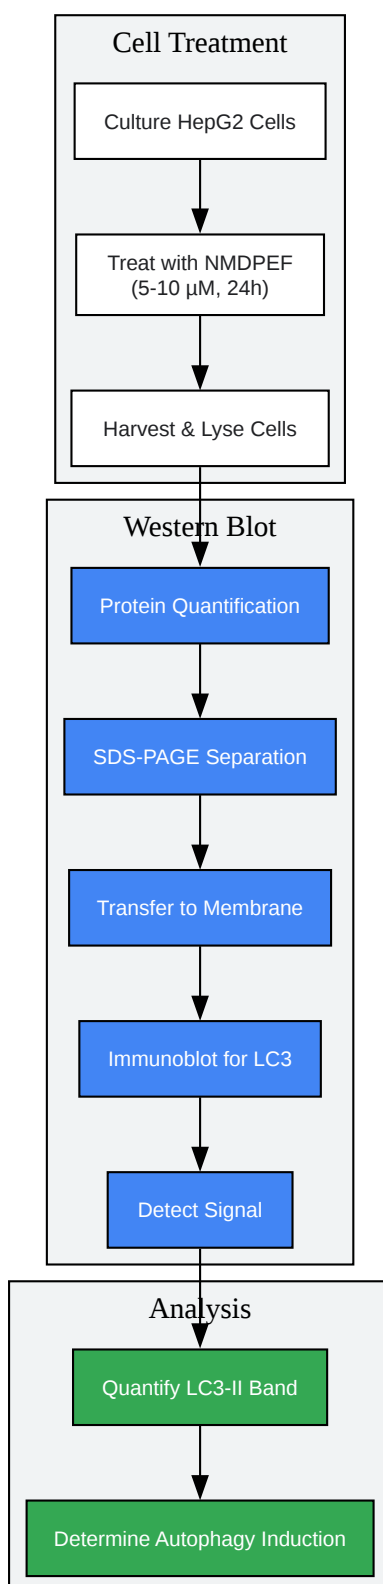 Cell Treatment
Culture HepG2 Cells
Treat with NMDPEF
(5-10 µM, 24h)
Harvest & Lyse Cells
Western Blot
Protein Quantification
SDS-PAGE Separation
Transfer to Membrane
Immunoblot for LC3
Detect Signal
Analysis
Quantify LC3-II Band
Determine Autophagy Induction